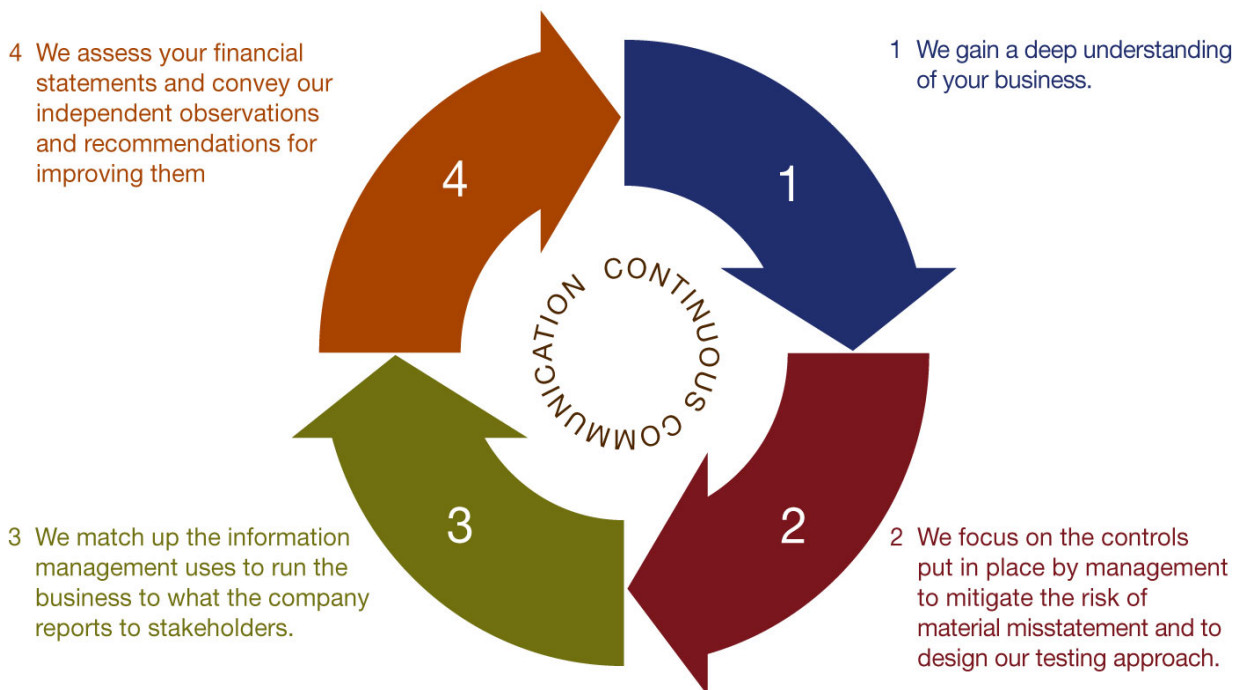 1 We gain a deep understanding
of your business.
2 We focus on the controls
put in place by management
to mitigate the risk of
material misstatement and to
design our testing approach.
3 We match up the information
management uses to run the
business to what the company
reports to stakeholders.
4 We assess your financial
statements and convey our
independent observations
and recommendations for
improving them
1
2
3
4
CONTINUOUS COMMUNICATION